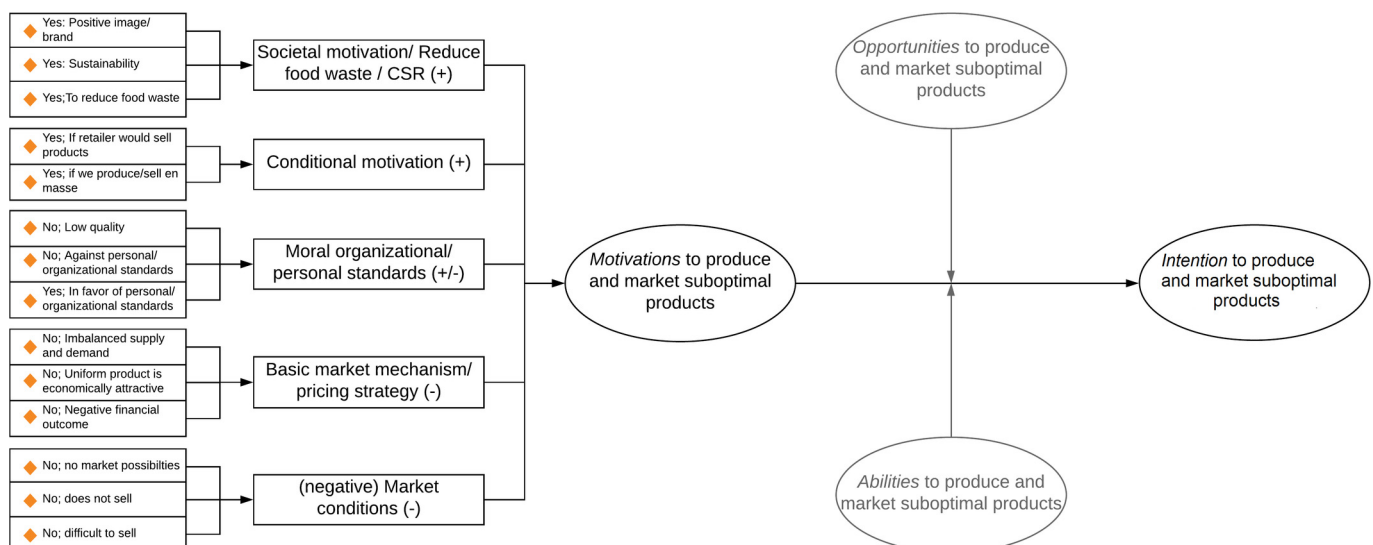 Yes: Positive image/
brand
Yes: Sustainability
Yes;To reduce food waste
Societal motivation/ Reduce
food waste / CSR (+)
Yes; If retailer would sell
products
Yes; if we produce/sell en
masse
Conditional motivation (+)
No; Low quality
No; Against personal/
organizational standards
Yes; In favor of personal/
organizational standards
Moral organizational/
personal standards (+/-)
No; Imbalanced supply
and demand
No; Uniform product is
economically attractive
No; Negative financial
outcome
Basic market mechanism/
pricing strategy (-)
No; no market possibilties
No; does not sell
No; difficult to sell
(negative) Market
conditions (-)
Motivations to produce
and market suboptimal
products
Opportunities to produce
and market suboptimal
products
Abilities to produce and
market suboptimal products
Intention to produce
and market suboptimal
products